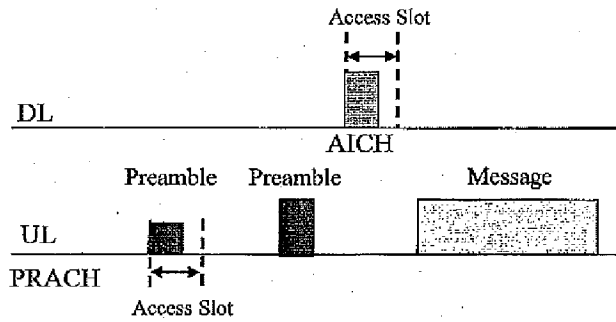 Access Slot
DL
AICH
Preamble Preamble Message
UL
PRACH
Access Slot